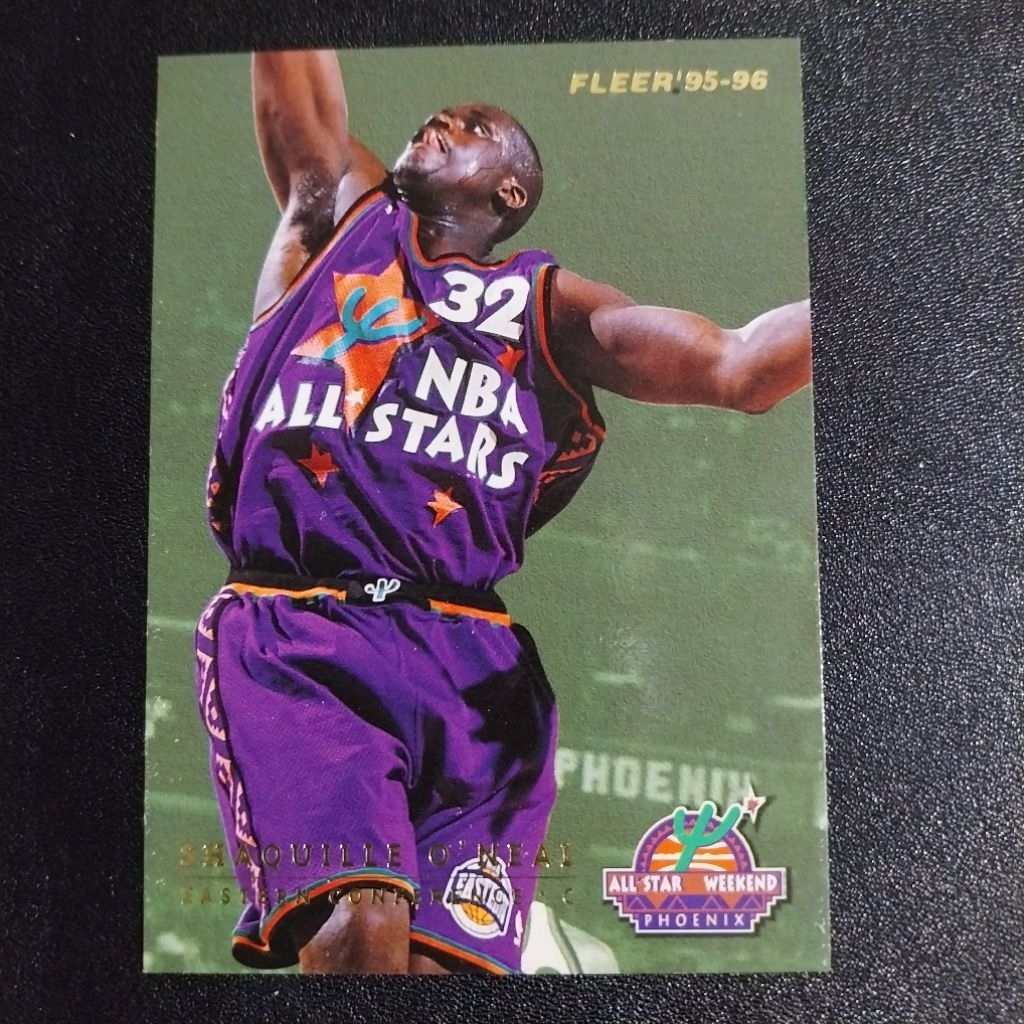 FLEER® '95-96
32
NBA
ALL STARS
PHOENIX
SHAQUILLE O'NEAL
EASTERN CONFERENCE C
EAST
ALL★STAR WEEKEND
PHOENIX